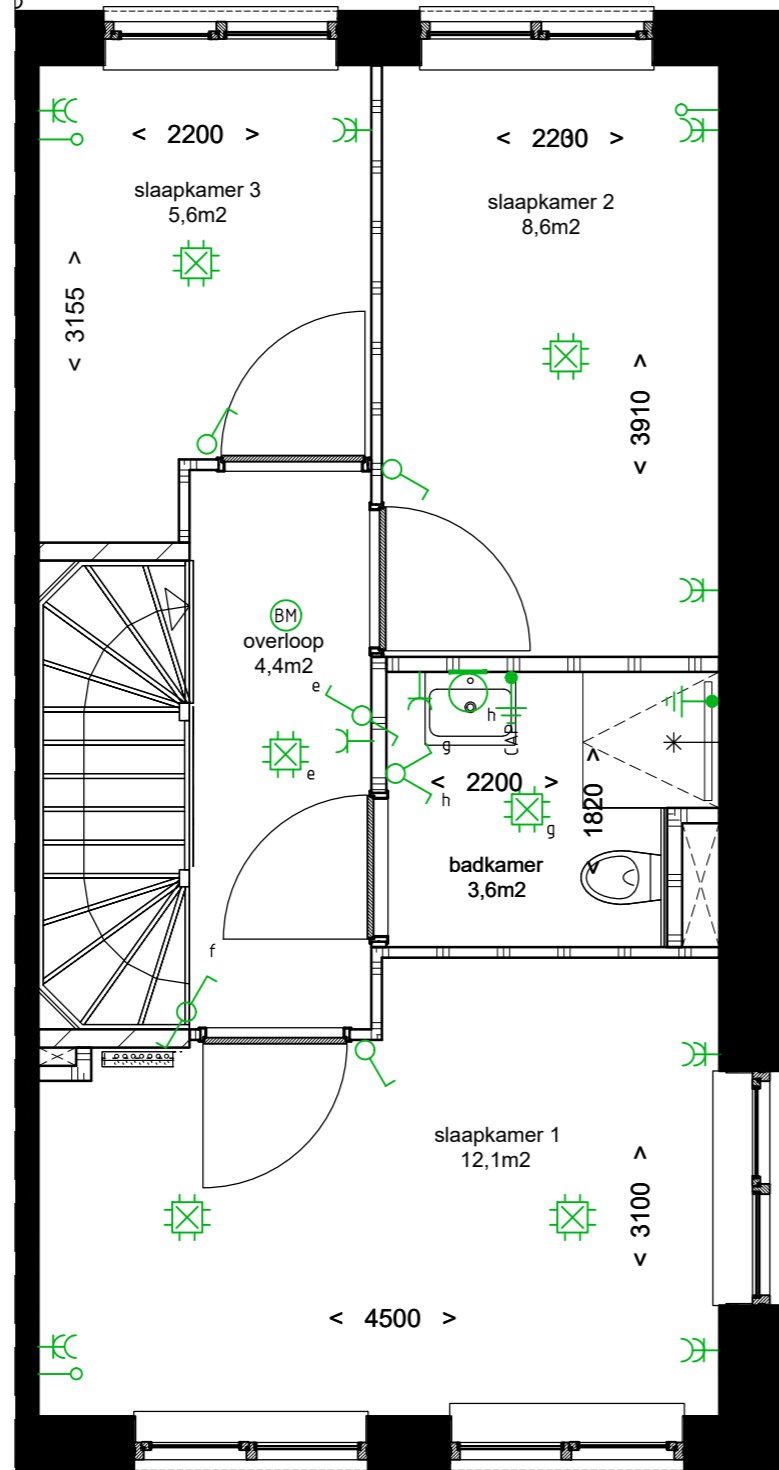 < 2200 >
< 2200 >
slaapkamer 3
5,6m2
slaapkamer 2
8,6m2
< 3155 >
< 3910 >
BM
overloop
4,4m2
e
h
g
CAP
e
< 2200 >
h
g
< 1820 >
badkamer
3,6m2
f
slaapkamer 1
12,1m2
< 3100 >
< 4500 >